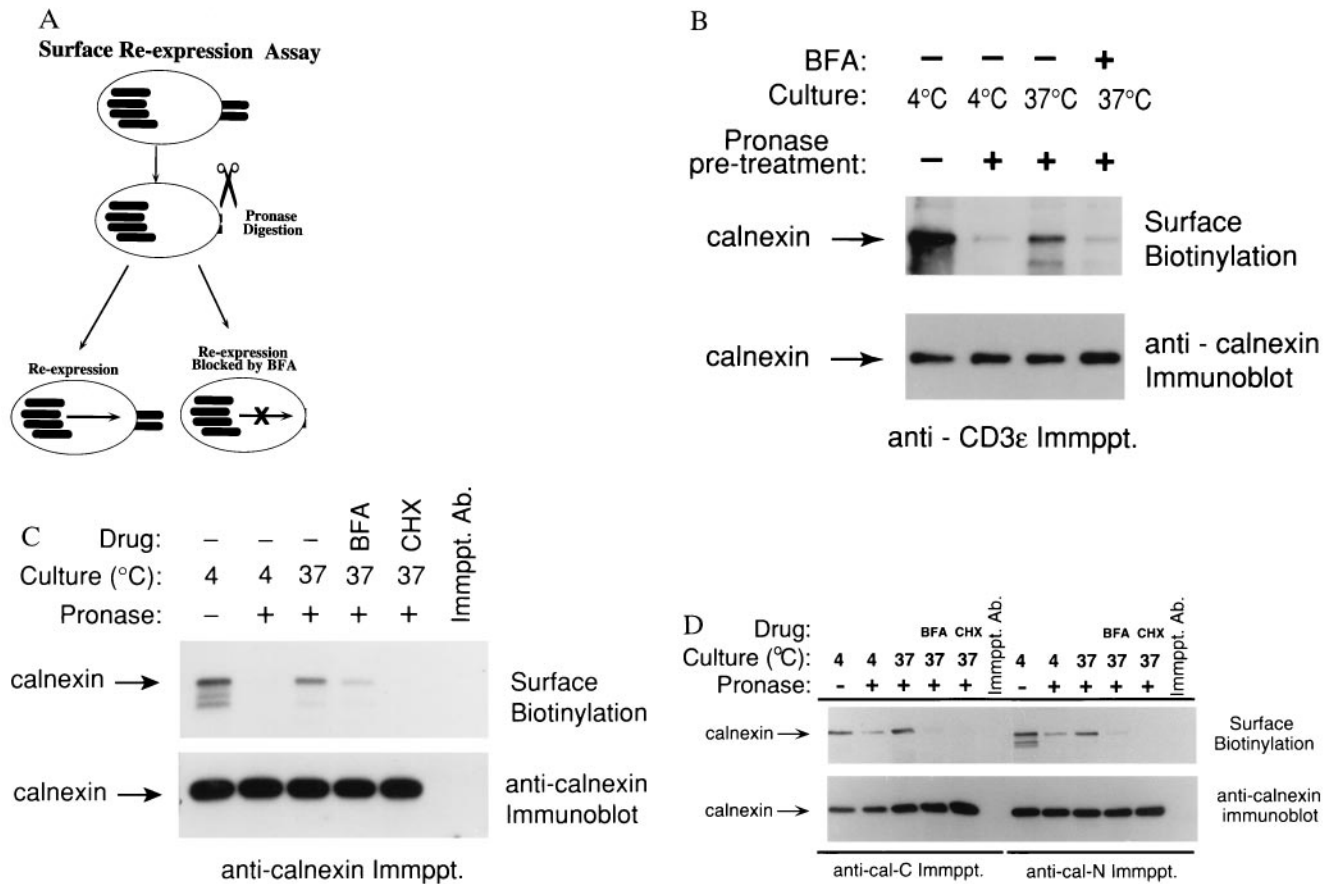 A
Surface Re-expression Assay
Pronase
Digestion
Re-expression
Re-expression
Blocked by BFA
X
B
BFA: − − − +
Culture: 4°C 4°C 37°C 37°C
Pronase
pre-treatment: − + + +
calnexin
Surface
Biotinylation
calnexin
anti - calnexin
Immunoblot
anti - CD3ε Immppt.
C
Drug: – – – BFA CHX Immppt. Ab.
Culture (°C): 4 4 37 37 37
Pronase: – + + + +
calnexin
Surface
Biotinylation
calnexin
anti-calnexin
Immunoblot
anti-calnexin Immppt.
D
Drug: BFA CHX Immppt. Ab. BFA CHX Immppt. Ab.
Culture (°C) 4 4 37 37 37 4 4 37 37 37
Pronase: - + + + + - + + + +
calnexin
Surface
Biotinylation
calnexin
anti-calnexin
immunoblot
anti-cal-C Immppt. anti-cal-N Immppt.